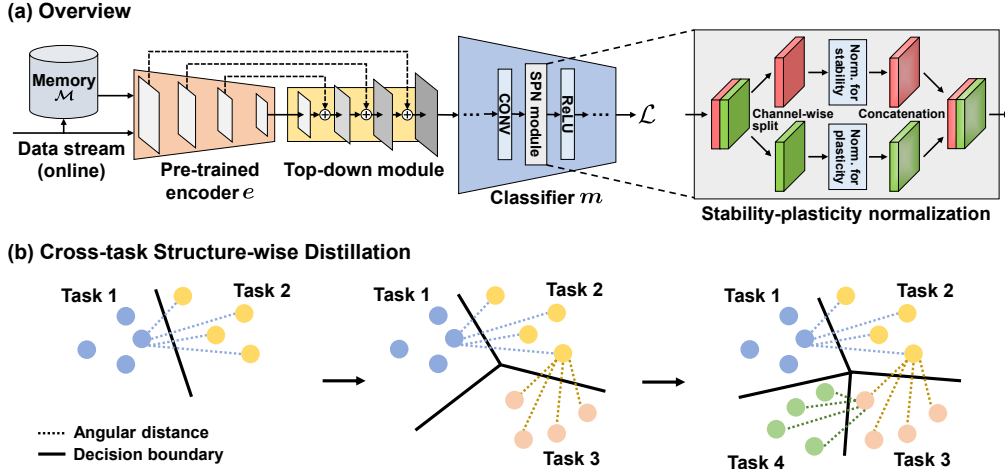 (a) Overview
Memory
M
Data stream
(online)
Pre-trained
encoder e
Top-down module
CONV
SPN module
ReLU
L
Classifier m
Channel-wise
split
Norm. for
stability
Norm. for
plasticity
Concatenation
Stability-plasticity normalization
(b) Cross-task Structure-wise Distillation
Task 1
Task 2
Task 1
Task 2
Task 3
Task 1
Task 2
Task 4
Task 3
Angular distance
Decision boundary